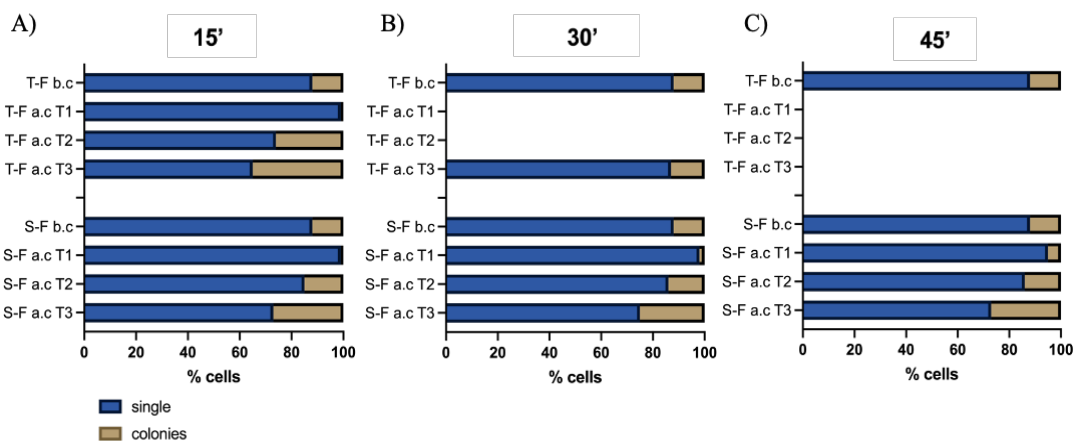 A)
15’
T-F b.c
T-F a.c T1
T-F a.c T2
T-F a.c T3
S-F b.c
S-F a.c T1
S-F a.c T2
S-F a.c T3
0 20 40 60 80 100
% cells
single
colonies
B)
30’
T-F b.c
T-F a.c T1
T-F a.c T2
T-F a.c T3
S-F b.c
S-F a.c T1
S-F a.c T2
S-F a.c T3
0 20 40 60 80 100
% cells
C)
45’
T-F b.c
T-F a.c T1
T-F a.c T2
T-F a.c T3
S-F b.c
S-F a.c T1
S-F a.c T2
S-F a.c T3
0 20 40 60 80 100
% cells